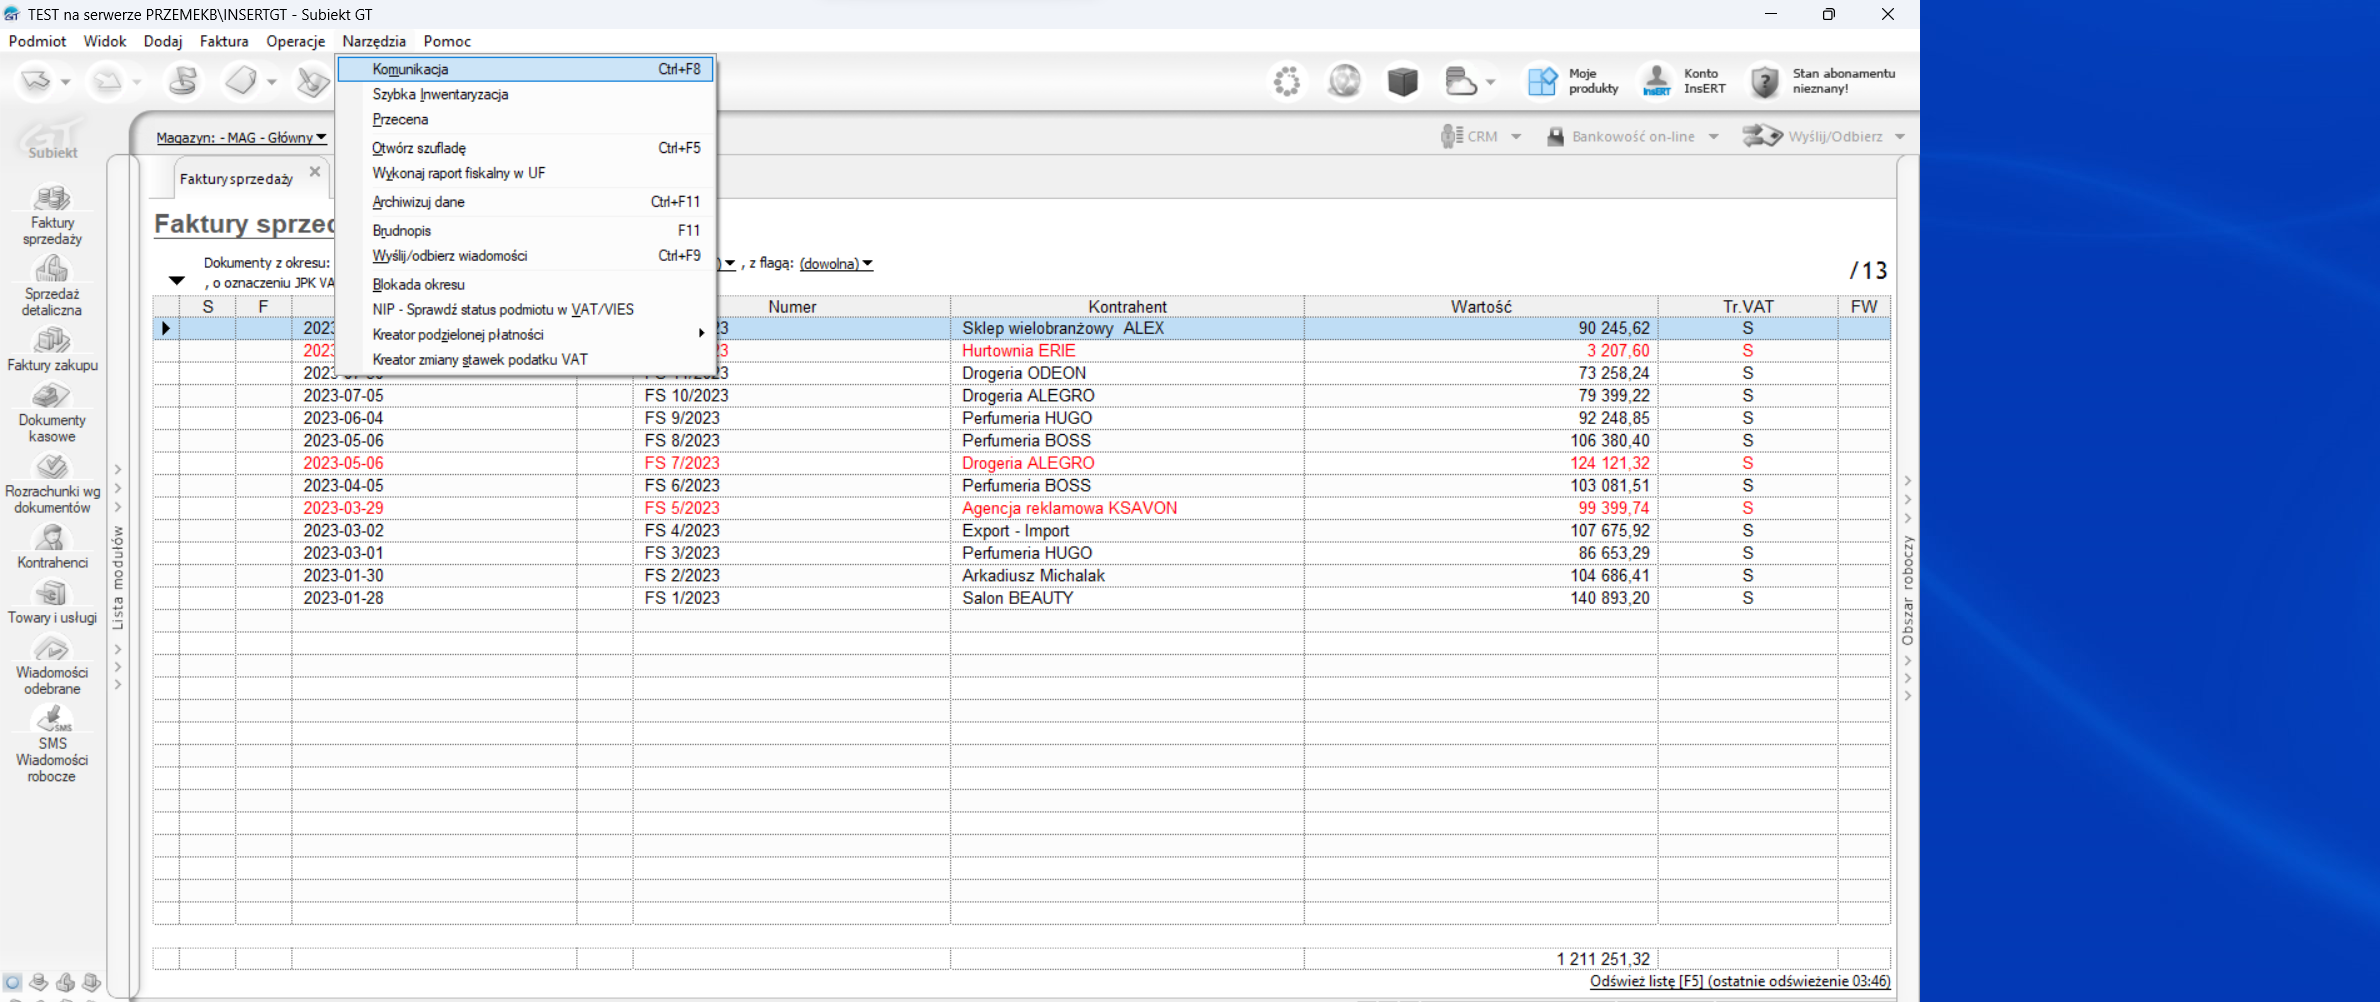 TEST na serwerze PRZEMEKB\INSERTGT - Subiekt GT
Podmiot Widok Dodaj Faktura Operacje Narzędzia Pomoc
Komunikacja Ctrl+F8
Szybka Inwentaryzacja
Przecena
Otwórz szufladę Ctrl+F5
Wykonaj raport fiskalny w UF
Archiwizuj dane Ctrl+F11
Brudnopis F11
Wyślij/odbierz wiadomości Ctrl+F9
Blokada okresu
NIP - Sprawdź status podmiotu w VAT/VIES
Kreator podzielonej płatności
Kreator zmiany stawek podatku VAT
Moje
produkty
InsERT
Konto
InsERT
?
Stan abonamentu
nieznany!
GT
Subiekt
Magazyn: - MAG - Główny
CRM Bankowość on-line Wyślij/Odbierz
Faktury sprzedaży
Faktury sprzed
Dokumenty z okresu: ) , z flagą: (dowolna)
, o oznaczeniu JPK VA
/13
S F Numer Kontrahent Wartość Tr.VAT FW
2023 23 Sklep wielobranżowy ALEX 90 245,62 S
2023 3 Hurtownia ERIE 3 207,60 S
2023 Drogeria ODEON 73 258,24 S
2023-07-05 FS 10/2023 Drogeria ALEGRO 79 399,22 S
2023-06-04 FS 9/2023 Perfumeria HUGO 92 248,85 S
2023-05-06 FS 8/2023 Perfumeria BOSS 106 380,40 S
2023-05-06 FS 7/2023 Drogeria ALEGRO 124 121,32 S
2023-04-05 FS 6/2023 Perfumeria BOSS 103 081,51 S
2023-03-29 FS 5/2023 Agencja reklamowa KSAVON 99 399,74 S
2023-03-02 FS 4/2023 Export - Import 107 675,92 S
2023-03-01 FS 3/2023 Perfumeria HUGO 86 653,29 S
2023-01-30 FS 2/2023 Arkadiusz Michalak 104 686,41 S
2023-01-28 FS 1/2023 Salon BEAUTY 140 893,20 S
1 211 251,32
Odśwież listę [F5] (ostatnie odświeżenie 03:46)
Faktury
sprzedaży
Sprzedaż
detaliczna
Faktury zakupu
Dokumenty
kasowe
Rozrachunki wg
dokumentów
Kontrahenci
Towary i usługi
Wiadomości
odebrane
SMS
SMS
Wiadomości
robocze
Lista modułów
Obszar roboczy